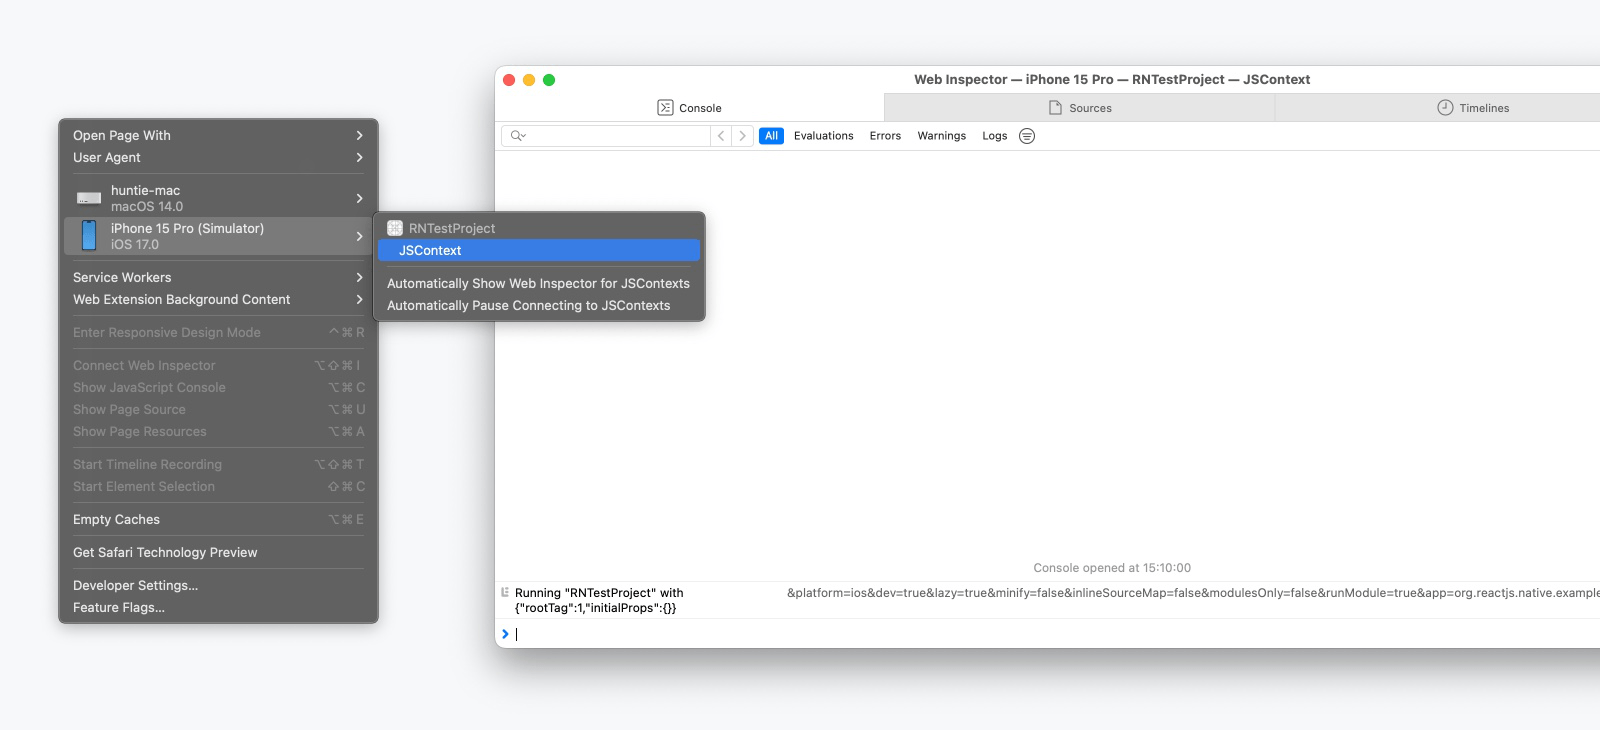 Open Page With
User Agent
huntie-mac
macOS 14.0
iPhone 15 Pro (Simulator)
iOS 17.0
Service Workers
Web Extension Background Content
Enter Responsive Design Mode ⌃⌘R
Connect Web Inspector ⌥⇧⌘I
Show JavaScript Console ⌥⌘C
Show Page Source ⌥⌘U
Show Page Resources ⌥⌘A
Start Timeline Recording ⌥⇧⌘T
Start Element Selection ⇧⌘C
Empty Caches ⌥⌘E
Get Safari Technology Preview
Developer Settings...
Feature Flags...
RNTestProject
JSContext
Automatically Show Web Inspector for JSContexts
Automatically Pause Connecting to JSContexts
Web Inspector — iPhone 15 Pro — RNTestProject — JSContext
Console Sources Timelines
All Evaluations Errors Warnings Logs
Console opened at 15:10:00
Running "RNTestProject" with &platform=ios&dev=true&lazy=true&minify=false&inlineSourceMap=false&modulesOnly=false&runModule=true&app=org.reactjs.native.example
{"rootTag":1,"initialProps":{}}